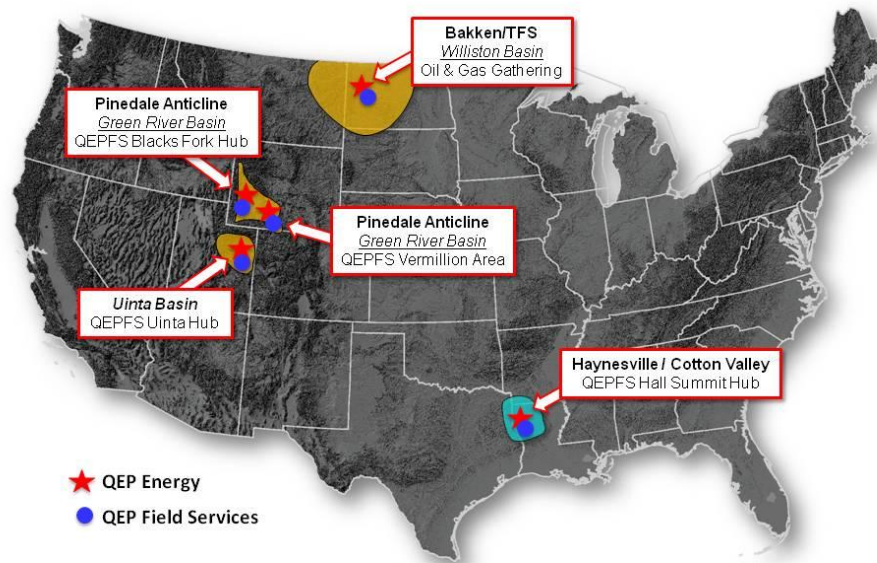 Bakken/TFS
Williston Basin
Oil & Gas Gathering
Pinedale Anticline
Green River Basin
QEPFS Blacks Fork Hub
Pinedale Anticline
Green River Basin
QEPFS Vermillion Area
Uinta Basin
QEPFS Uinta Hub
Haynesville / Cotton Valley
QEPFS Hall Summit Hub
QEP Energy
QEP Field Services